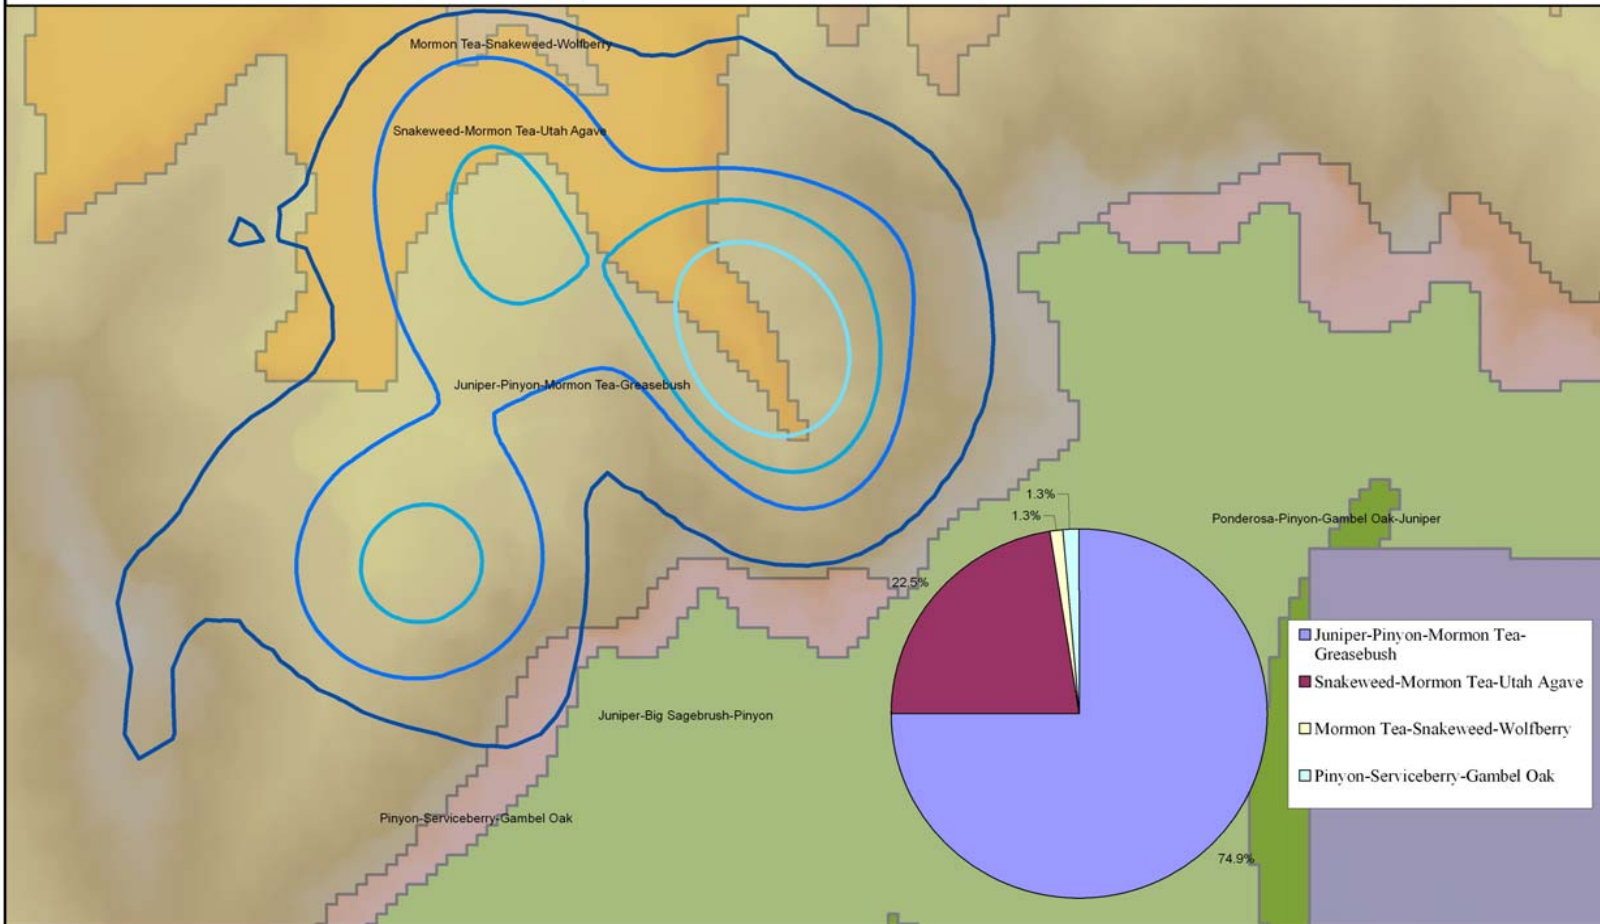 Mormon Tea-Snakeweed-Wolfberry
Snakeweed-Mormon Tea-Utah Agave
Juniper-Pinyon-Mormon Tea-Greasebush
1.3%
1.3%
Ponderosa-Pinyon-Gambel Oak-Juniper
22.5%
Juniper-Pinyon-Mormon Tea-
Greasebush
Snakeweed-Mormon Tea-Utah Agave
Mormon Tea-Snakeweed-Wolfberry
Pinyon-Serviceberry-Gambel Oak
Juniper-Big Sagebrush-Pinyon
Pinyon-Serviceberry-Gambel Oak
74.9%